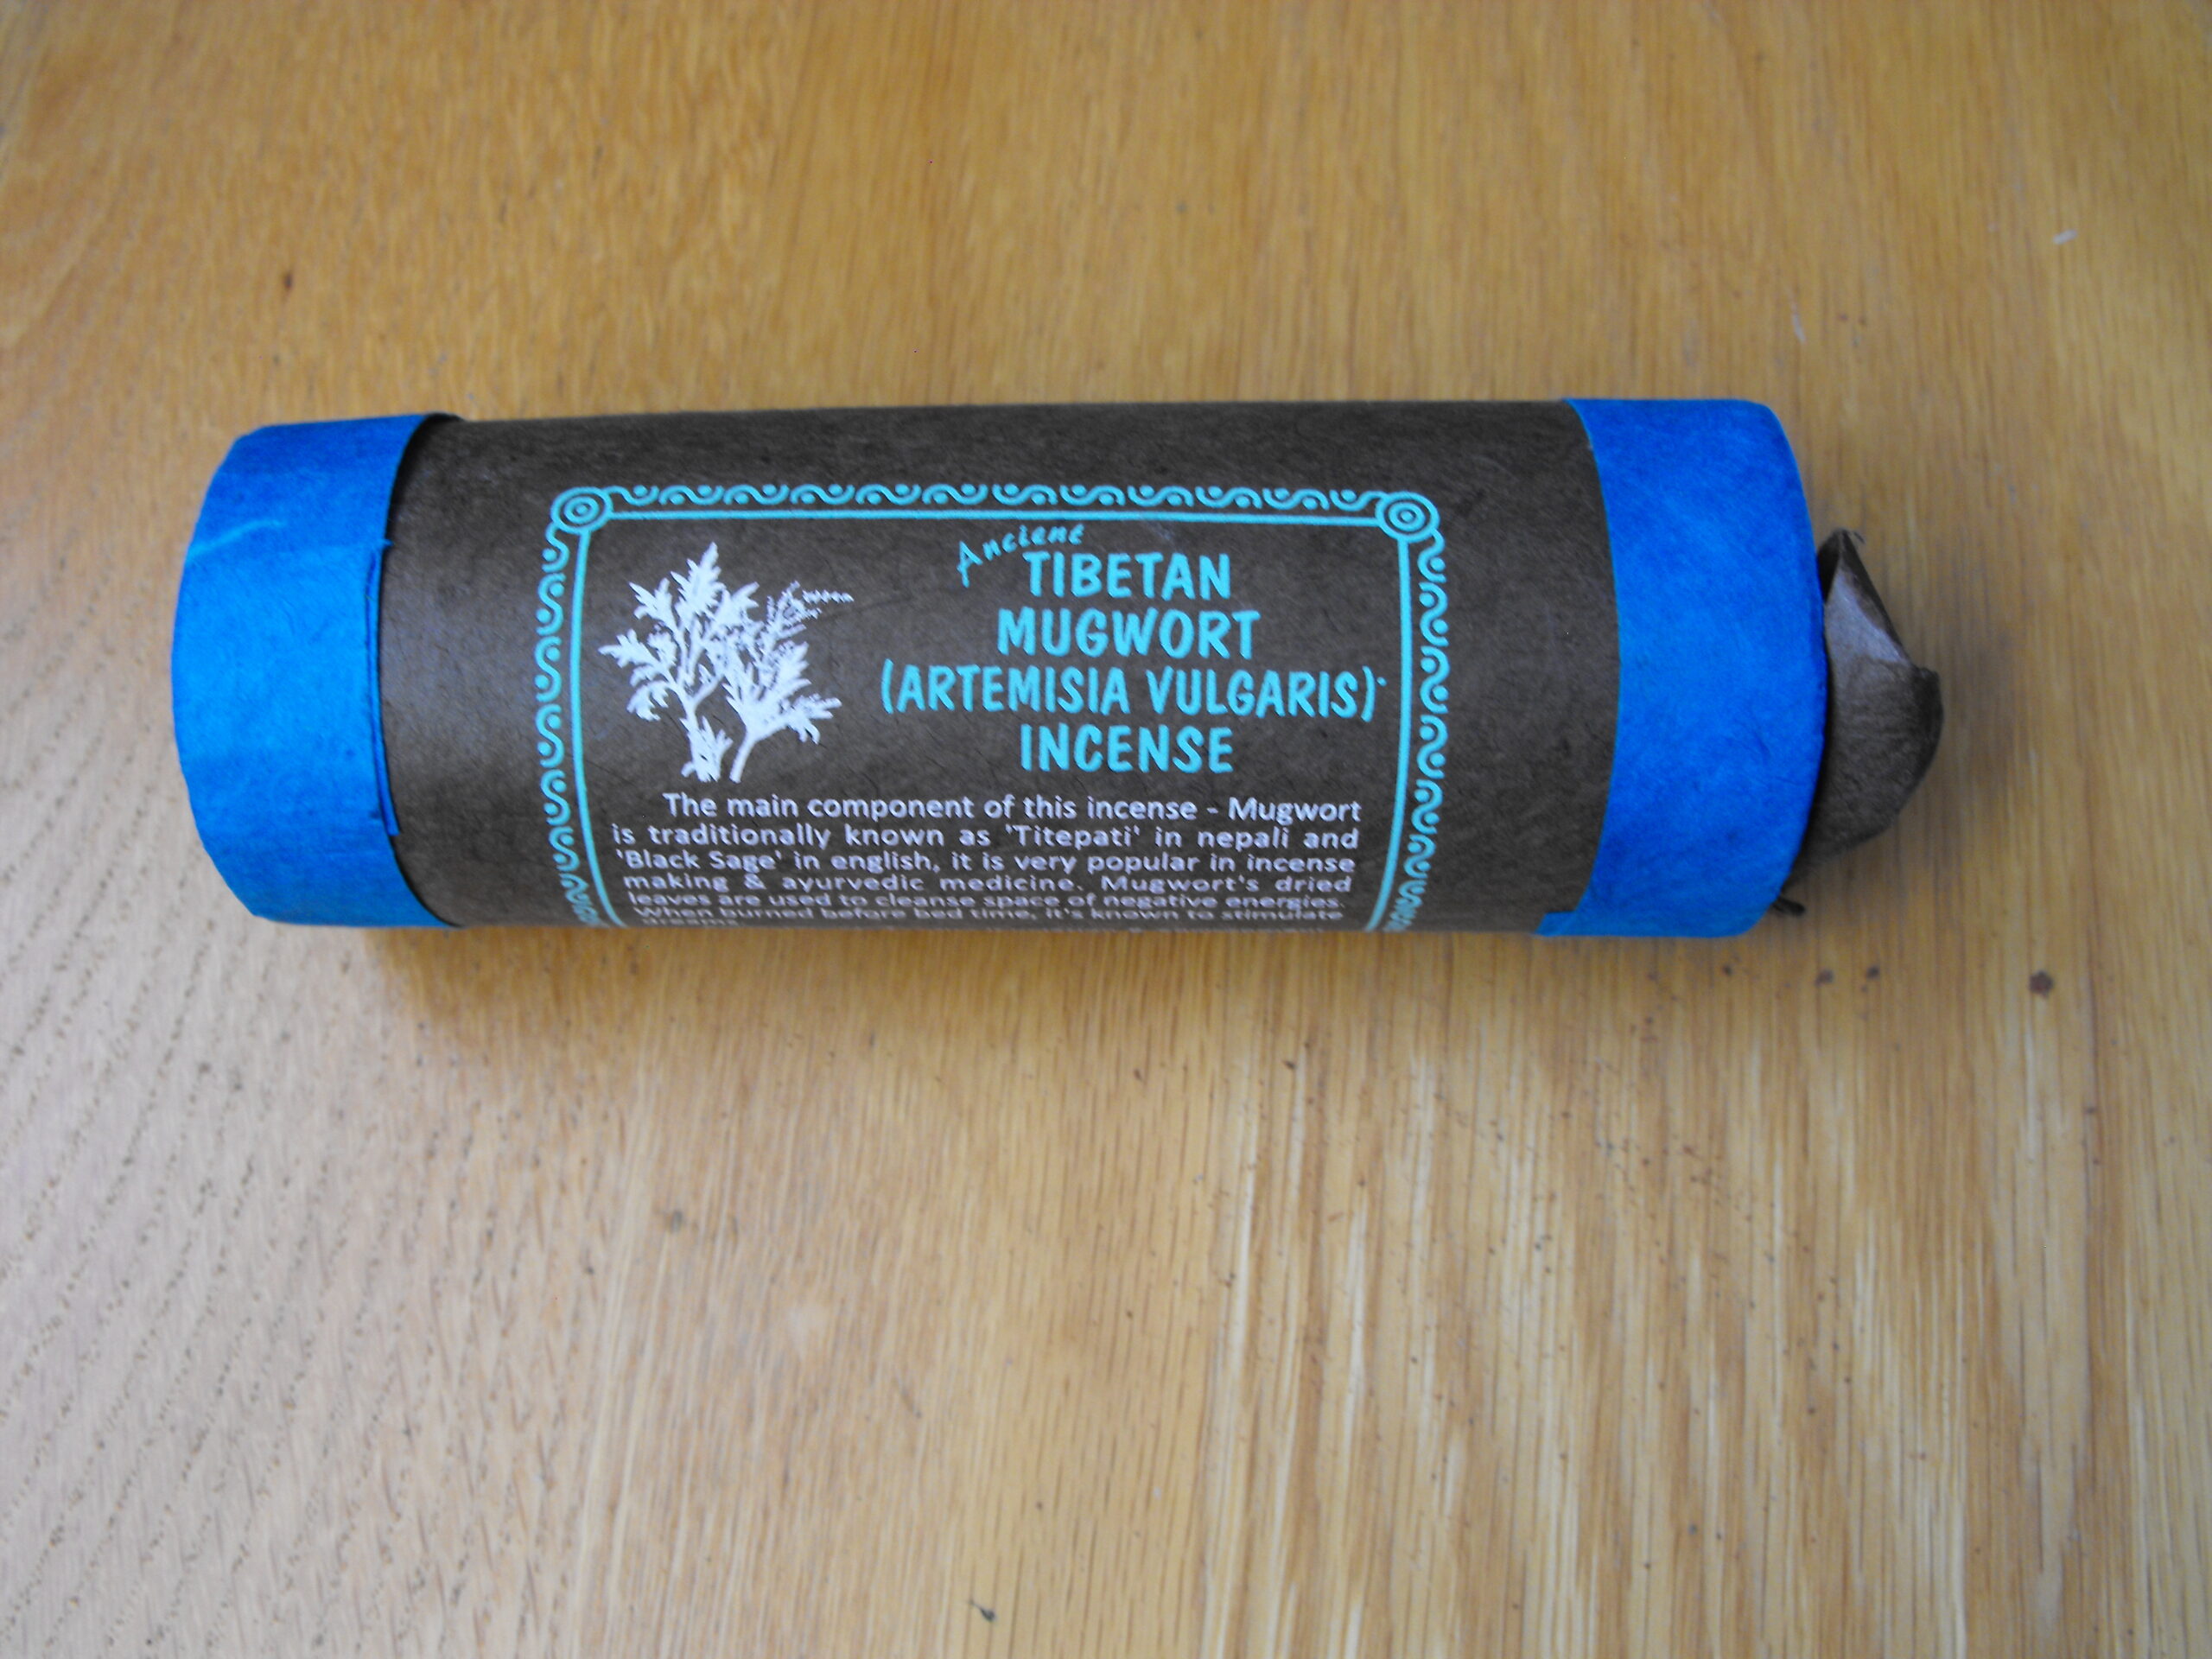 Ancient
TIBETAN
MUGWORT
(ARTEMISIA VULGARIS)
INCENSE
The main component of this incense - Mugwort
is traditionally known as 'Titepati' in nepali and
'Black Sage' in english, it is very popular in incense
making & ayurvedic medicine. Mugwort's dried
leaves are used to cleanse space of negative energies.
When burned before bed time, it's known to stimulate
dreams.